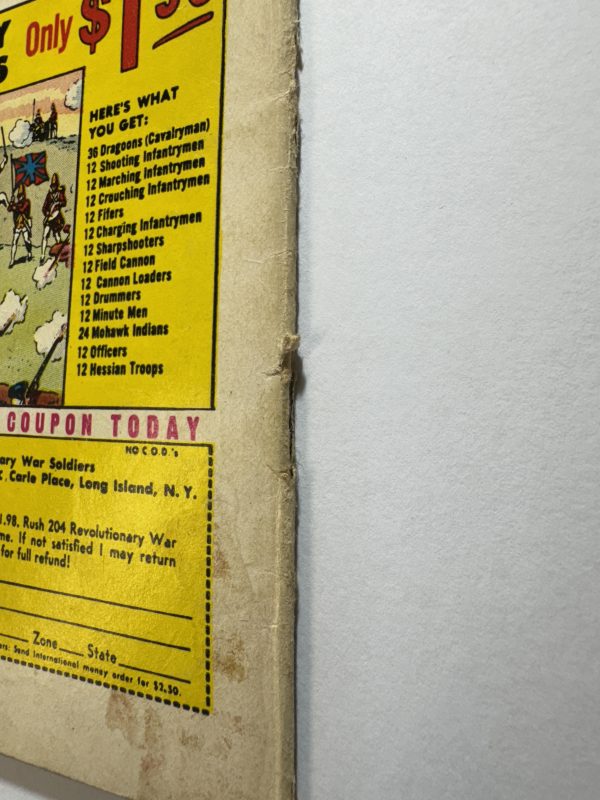 Only $1
HERE'S WHAT
YOU GET:
36 Dragoons (Cavalryman)
12 Shooting Infantrymen
12 Marching Infantrymen
12 Crouching Infantrymen
12 Fifers
12 Charging Infantrymen
12 Sharpshooters
12 Field Cannon
12 Cannon Loaders
12 Drummers
12 Minute Men
24 Mohawk Indians
12 Officers
12 Hessian Troops
COUPON TODAY
NO C.O.D.'s
ary War Soldiers
Carle Place, Long Island, N. Y.
1.98. Rush 204 Revolutionary War
me. If not satisfied I may return
for full refund!
Zone State
ers: Send International money order for $2.50.